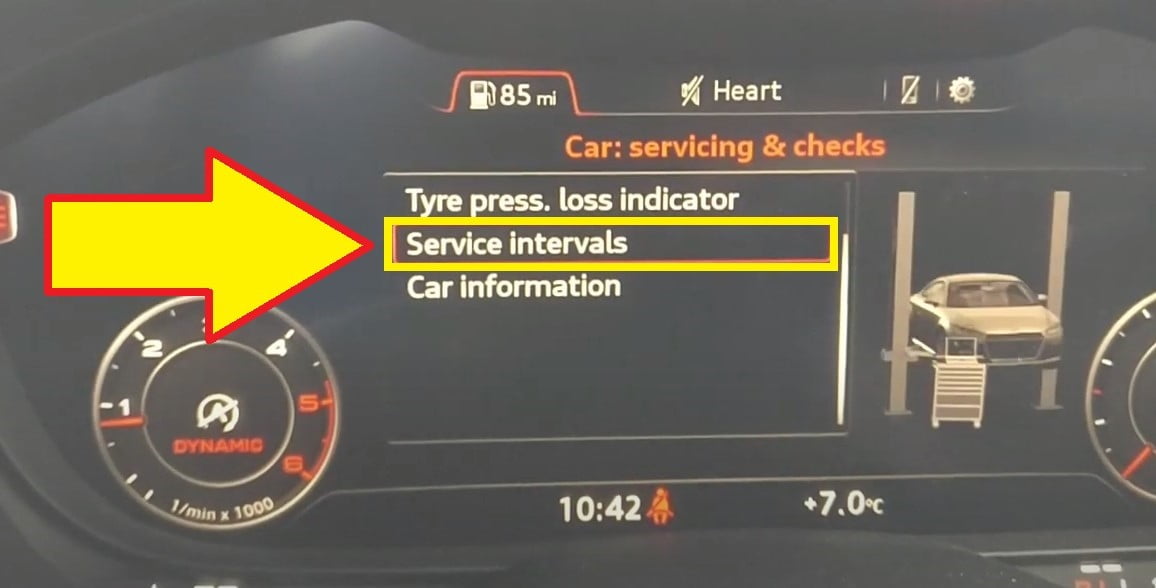 85 mi
Heart
Car: servicing & checks
Tyre press. loss indicator
Service intervals
Car information
2
4
1
5
DYNAMIC
6
1/min x 1000
10:42
+7.0°C